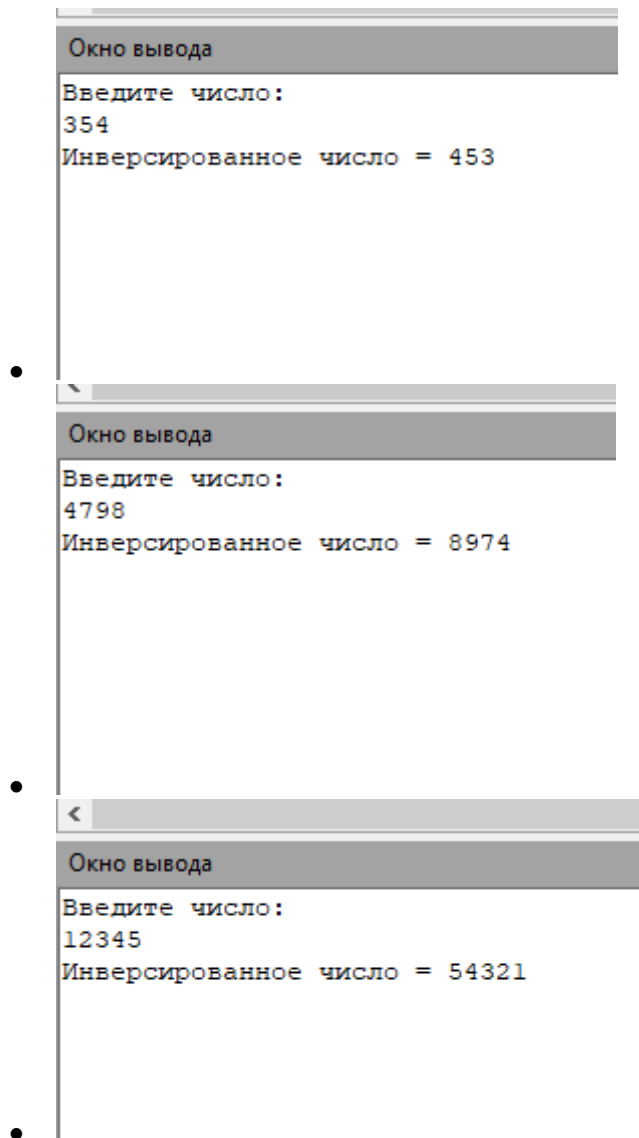 Окно вывода
Введите число:
354
Инверсированное число = 453
Окно вывода
Введите число:
4798
Инверсированное число = 8974
Окно вывода
Введите число:
12345
Инверсированное число = 54321